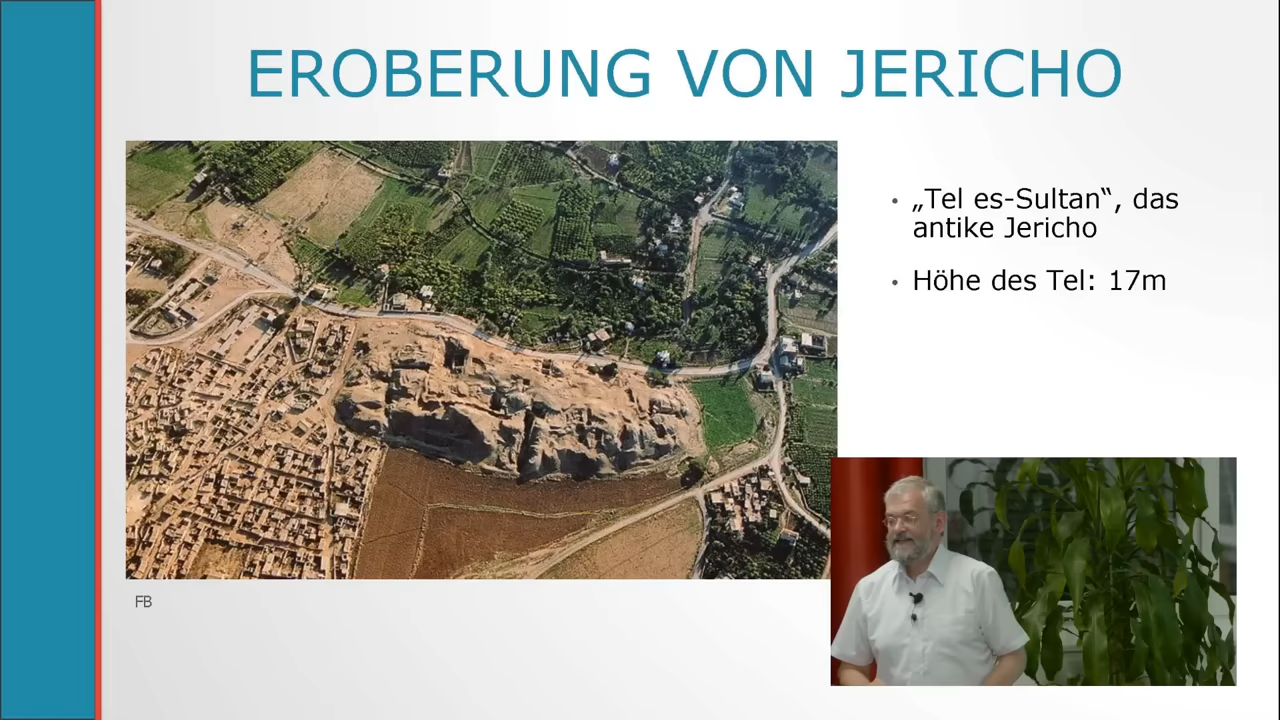 EROBERUNG VON JERICHO
• „Tel es-Sultan“, das
antike Jericho
• Höhe des Tel: 17m
FB